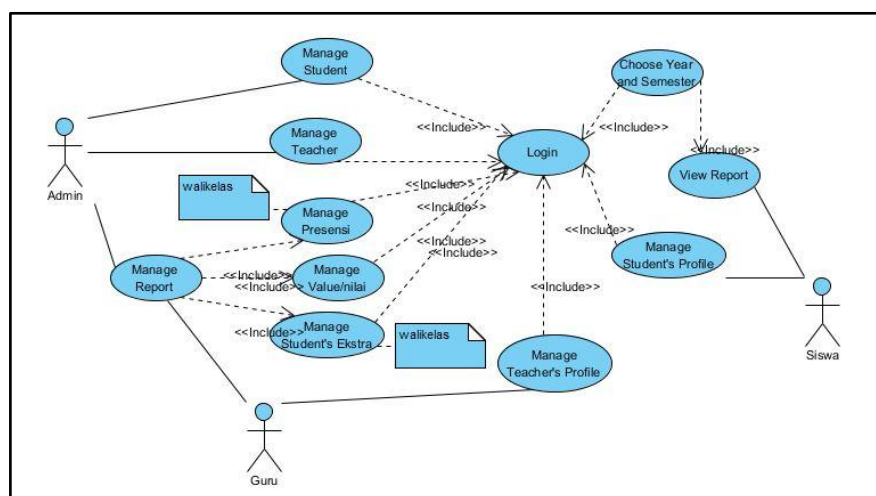 Manage
Student
Choose Year
and Semester
<<Include>>
<<Include>>
Manage
Teacher
Login
<<Include>>
Admin
walikelas
<<Include>>
View Report
Manage
Presensi
<<Include>>
<<Include>>
Manage
Student's Profile
<<Include>>
<<Include>>
Manage
Report
<<Include>>
<<Include>>
Manage
Value/nilai
<<Include>>
<<Include>>
Manage
Student's Ekstra
walikelas
Manage
Teacher's Profile
Siswa
Guru